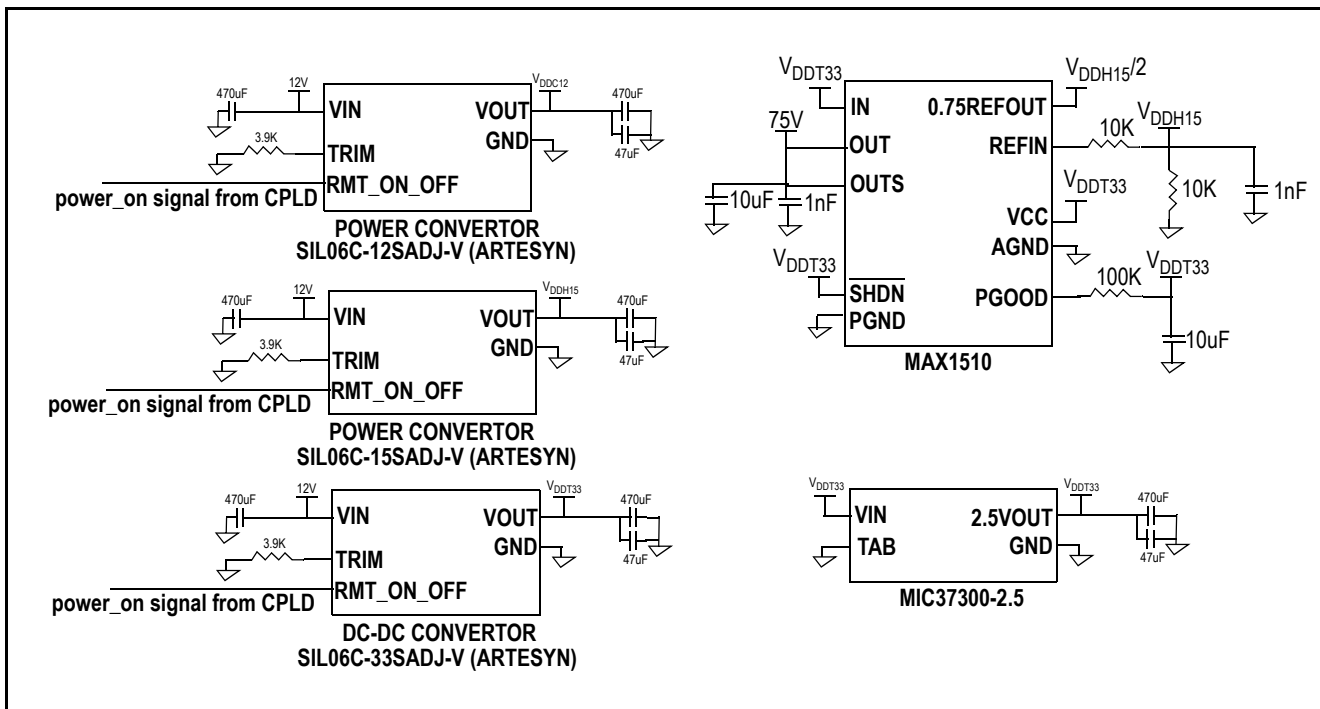 470uF
12V
VIN
3.9K
TRIM
RMT_ON_OFF
power_on signal from CPLD
VDDC12
VOUT
470uF
GND
47uF
POWER CONVERTOR
SIL06C-12SADJ-V (ARTESYN)
470uF
12V
VIN
3.9K
TRIM
RMT_ON_OFF
power_on signal from CPLD
VDDH15
VOUT
470uF
GND
47uF
POWER CONVERTOR
SIL06C-15SADJ-V (ARTESYN)
470uF
12V
VIN
3.9K
TRIM
RMT_ON_OFF
power_on signal from CPLD
VDDT33
VOUT
470uF
GND
47uF
DC-DC CONVERTOR
SIL06C-33SADJ-V (ARTESYN)
VDDT33
IN
75V
OUT
OUTS
10uF
1nF
VDDT33
SHDN
PGND
0.75REFOUT
VDDH15/2
REFIN
10K
VDDH15
10K
1nF
VCC
VDDT33
AGND
PGOOD
100K
VDDT33
10uF
MAX1510
VDDT33
VIN
TAB
2.5VOUT
VDDT33
470uF
GND
47uF
MIC37300-2.5